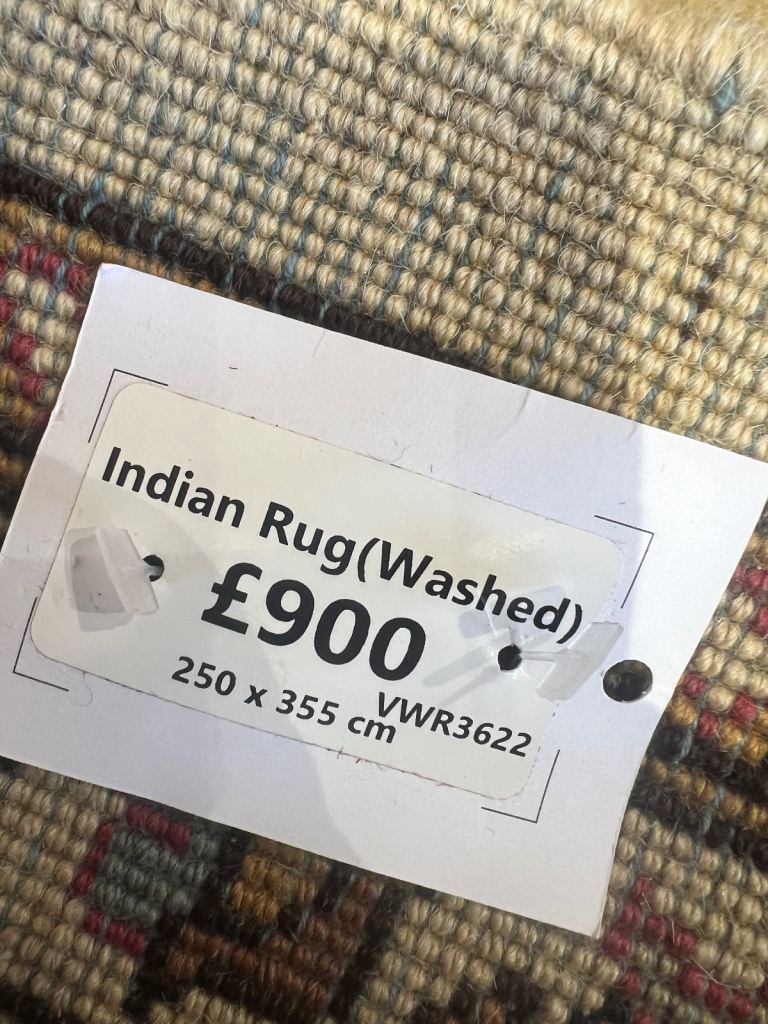 Indian Rug(Washed)
£900
250 x 355 cm
VWR3622